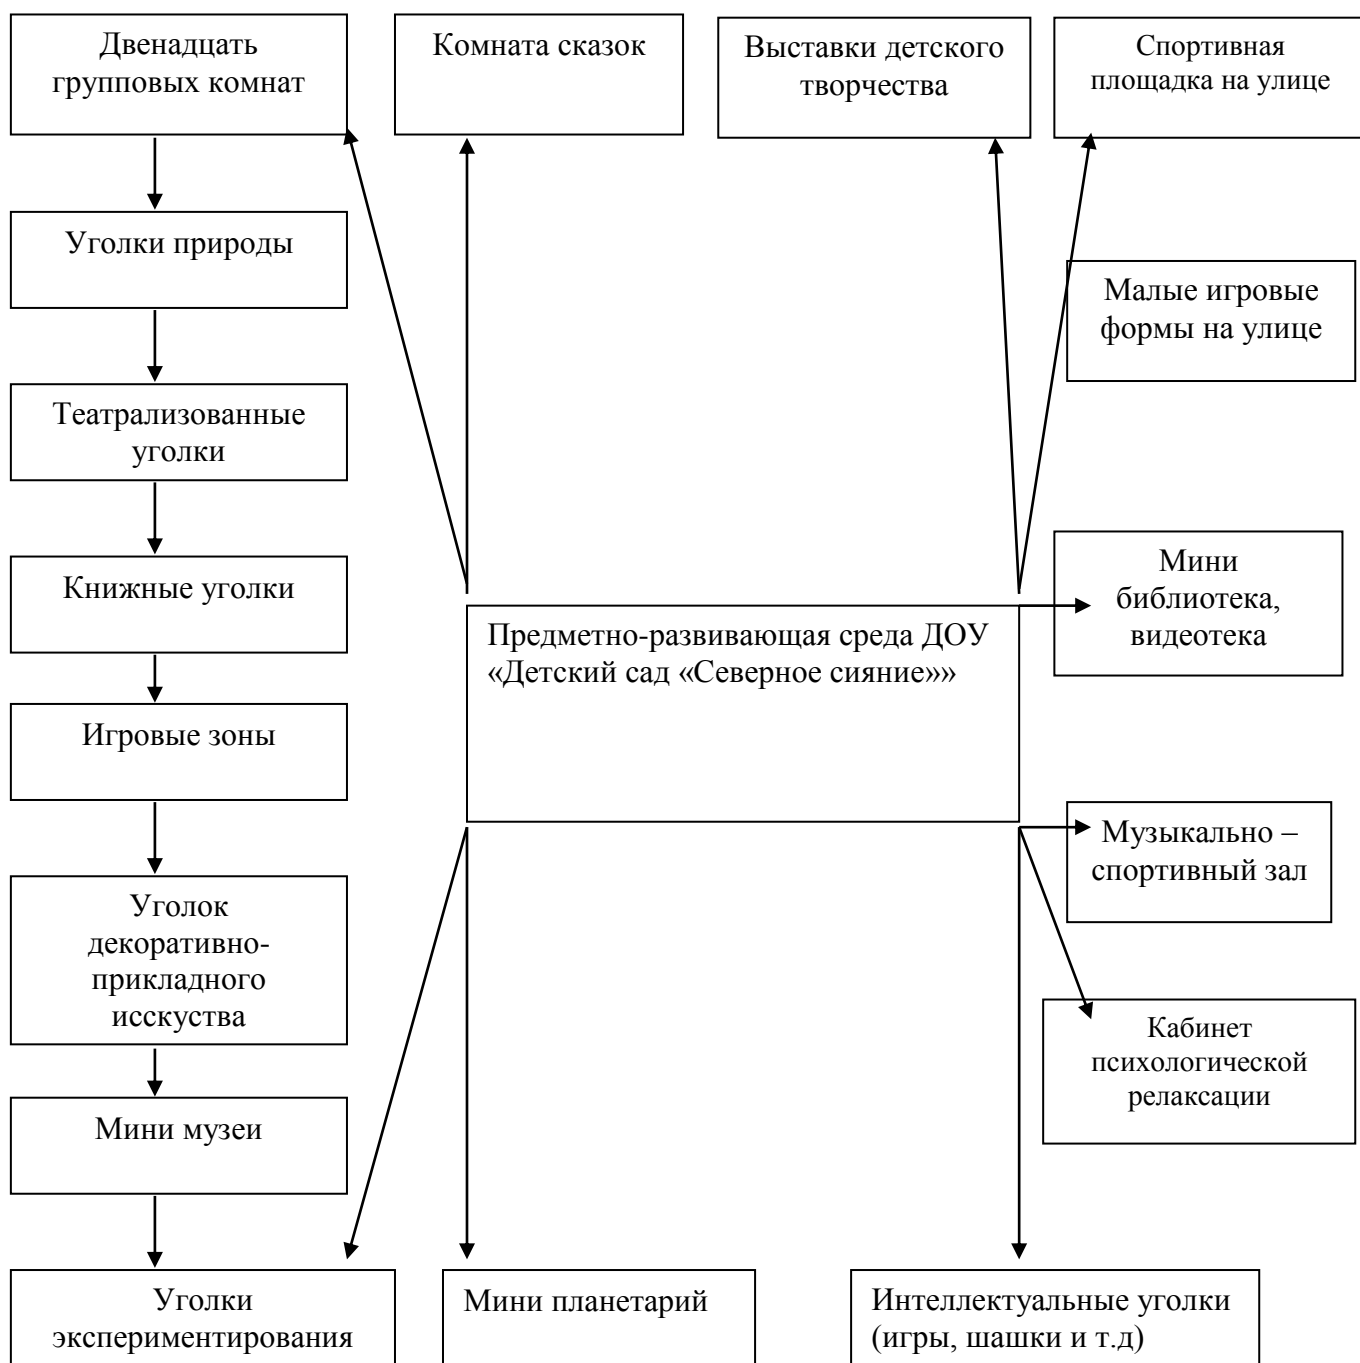 Двенадцать
групповых комнат
Комната сказок
Выставки детского
творчества
Спортивная
площадка на улице
Уголки природы
Малые игровые
формы на улице
Театрализованные
уголки
Книжные уголки
Мини
библиотека,
видеотека
Предметно-развивающая среда ДОУ
«Детский сад «Северное сияние»»
Игровые зоны
Музыкально –
спортивный зал
Уголок
декоративно-
прикладного
исскуства
Кабинет
психологической
релаксации
Мини музеи
Уголки
экспериментирования
Мини планетарий
Интеллектуальные уголки
(игры, шашки и т.д)